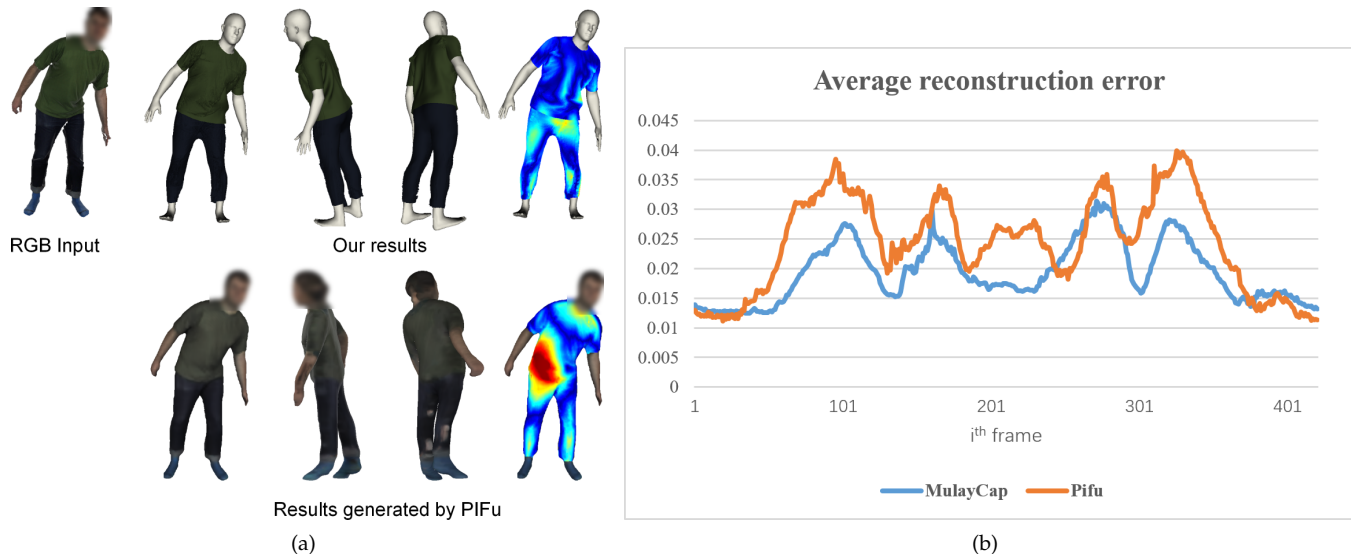 RGB Input
Our results
Results generated by PIFu
(a)
Average reconstruction error
0.045
0.04
0.035
0.03
0.025
0.02
0.015
0.01
0.005
0
1 101 201 301 401
iᵗʰ frame
MulayCap Pifu
(b)